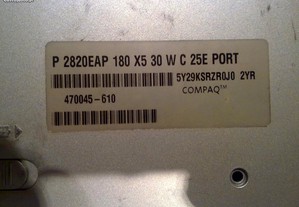 P 2820EAP 180 X5 30 W C 25E PORT
5Y29KSRZR0J0 2YR
470045-610
COMPAQ™